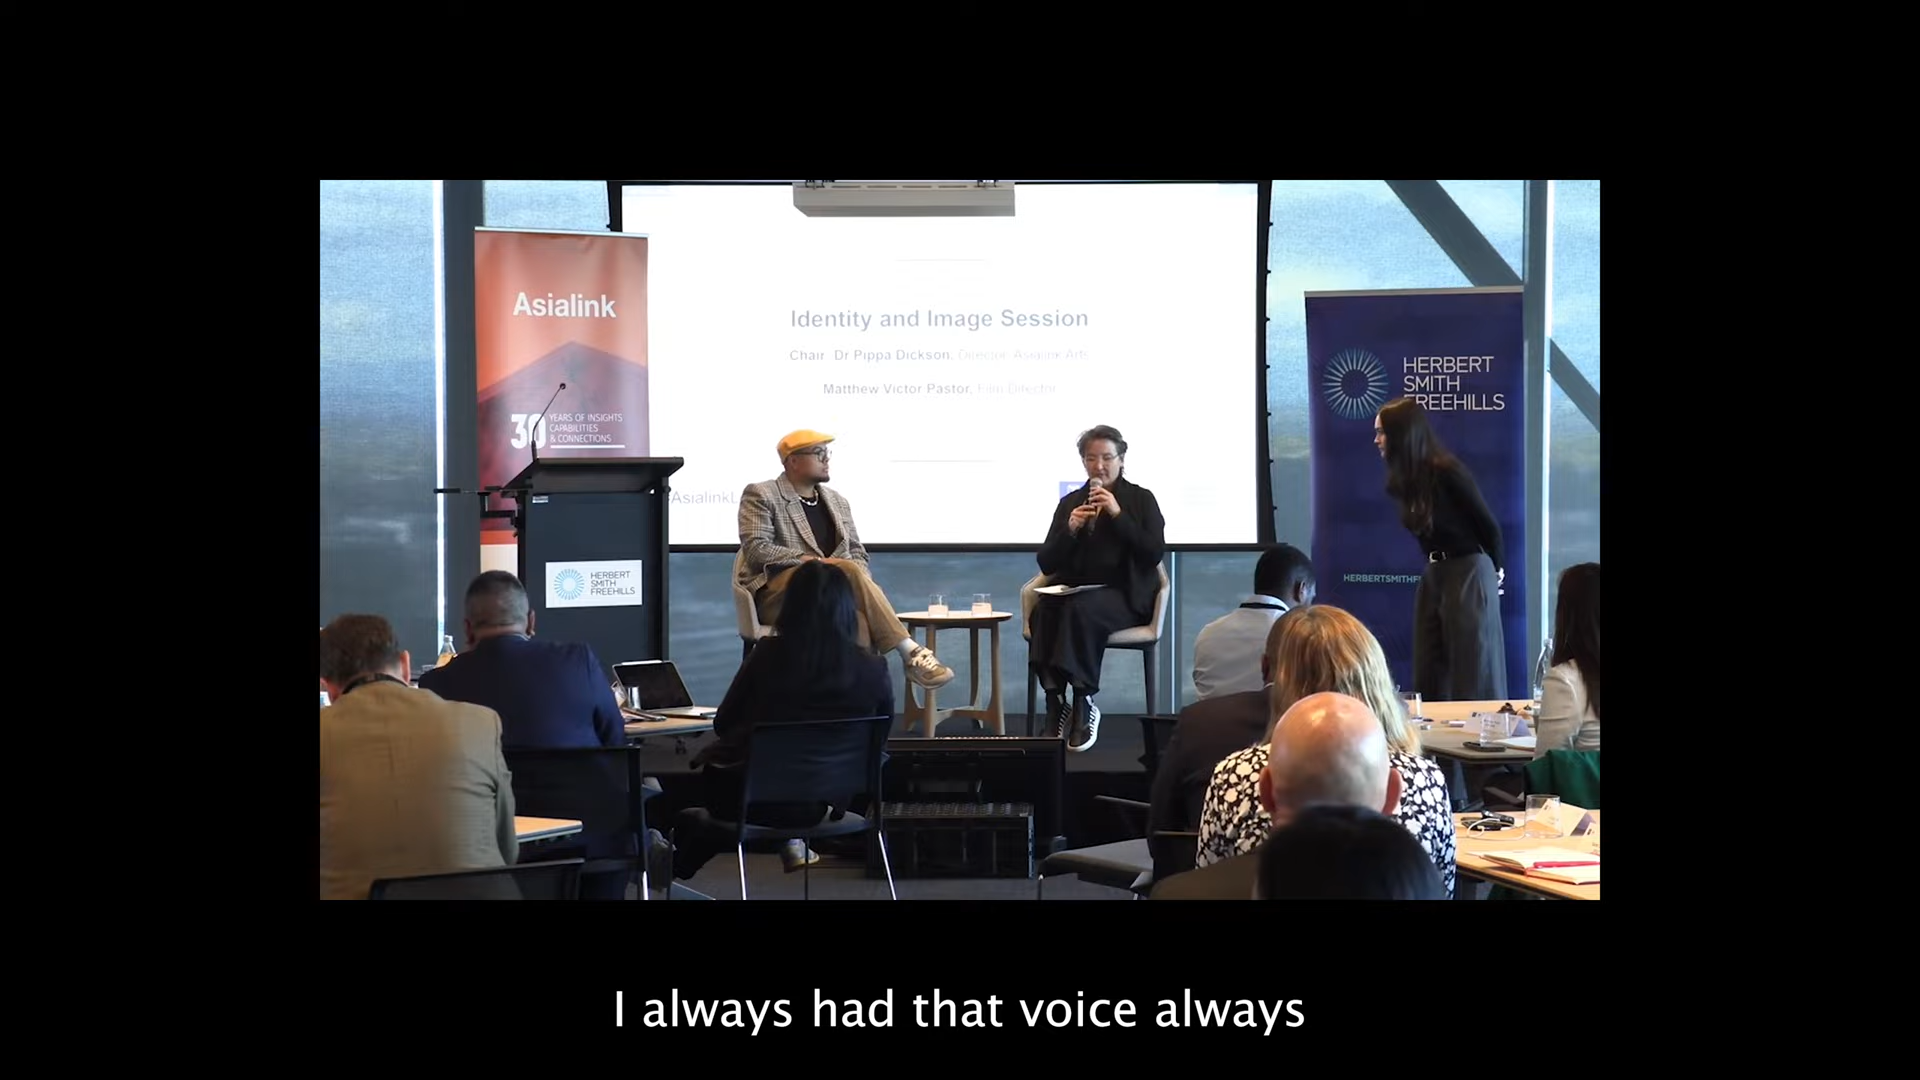 Asialink
30 YEARS OF INSIGHTS
CAPABILITIES
& CONNECTIONS
Identity and Image Session
Chair Dr Pippa Dickson, Director, Asialink Arts
Matthew Victor Pastor, Film Director
AsialinkL
HERBERT
SMITH
FREEHILLS
HERBERT
SMITH
FREEHILLS
HERBERTSMITHF
I always had that voice always